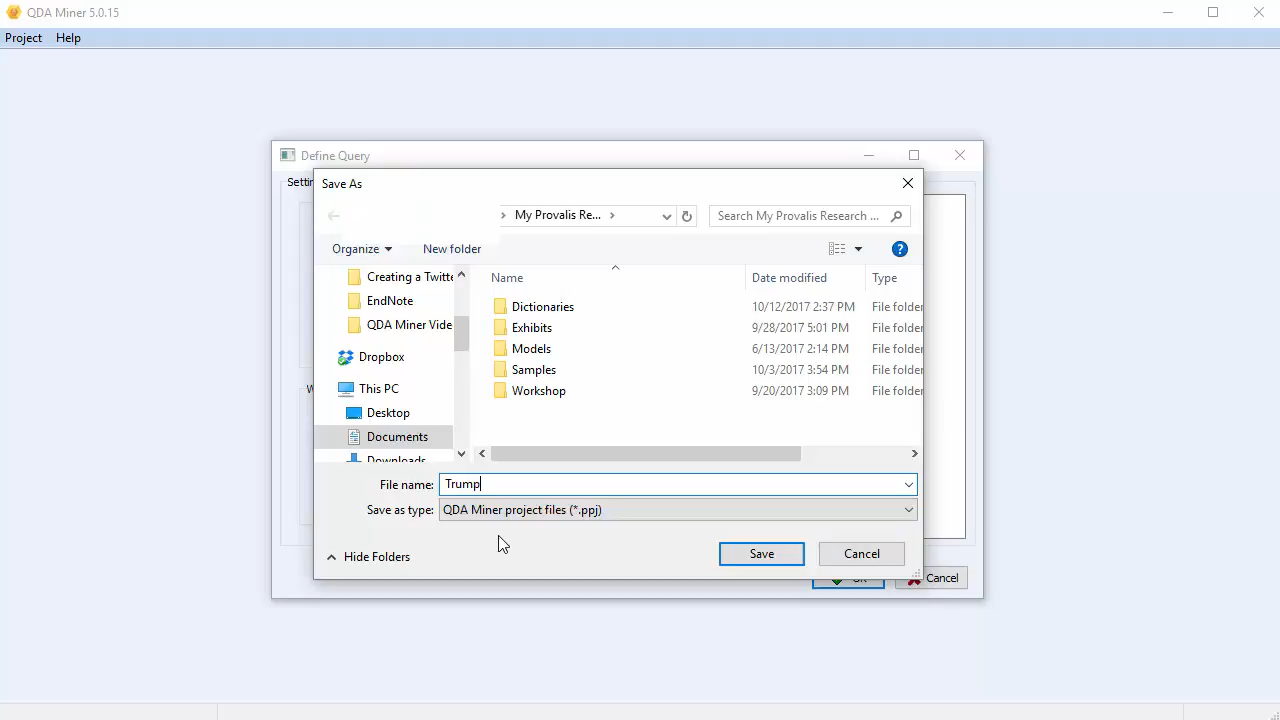 QDA Miner 5.0.15
Project Help
Define Query
Save As
My Provalis Re...
Search My Provalis Research ...
Organize
New folder
Creating a Twitte
EndNote
QDA Miner Vide
Dropbox
This PC
Desktop
Documents
Downloads
Name Date modified Type
Dictionaries 10/12/2017 2:37 PM File folder
Exhibits 9/28/2017 5:01 PM File folder
Models 6/13/2017 2:14 PM File folder
Samples 10/3/2017 3:54 PM File folder
Workshop 9/20/2017 3:09 PM File folder
File name: Trump
Save as type: QDA Miner project files (*.ppj)
Hide Folders
Save
Cancel
Cancel